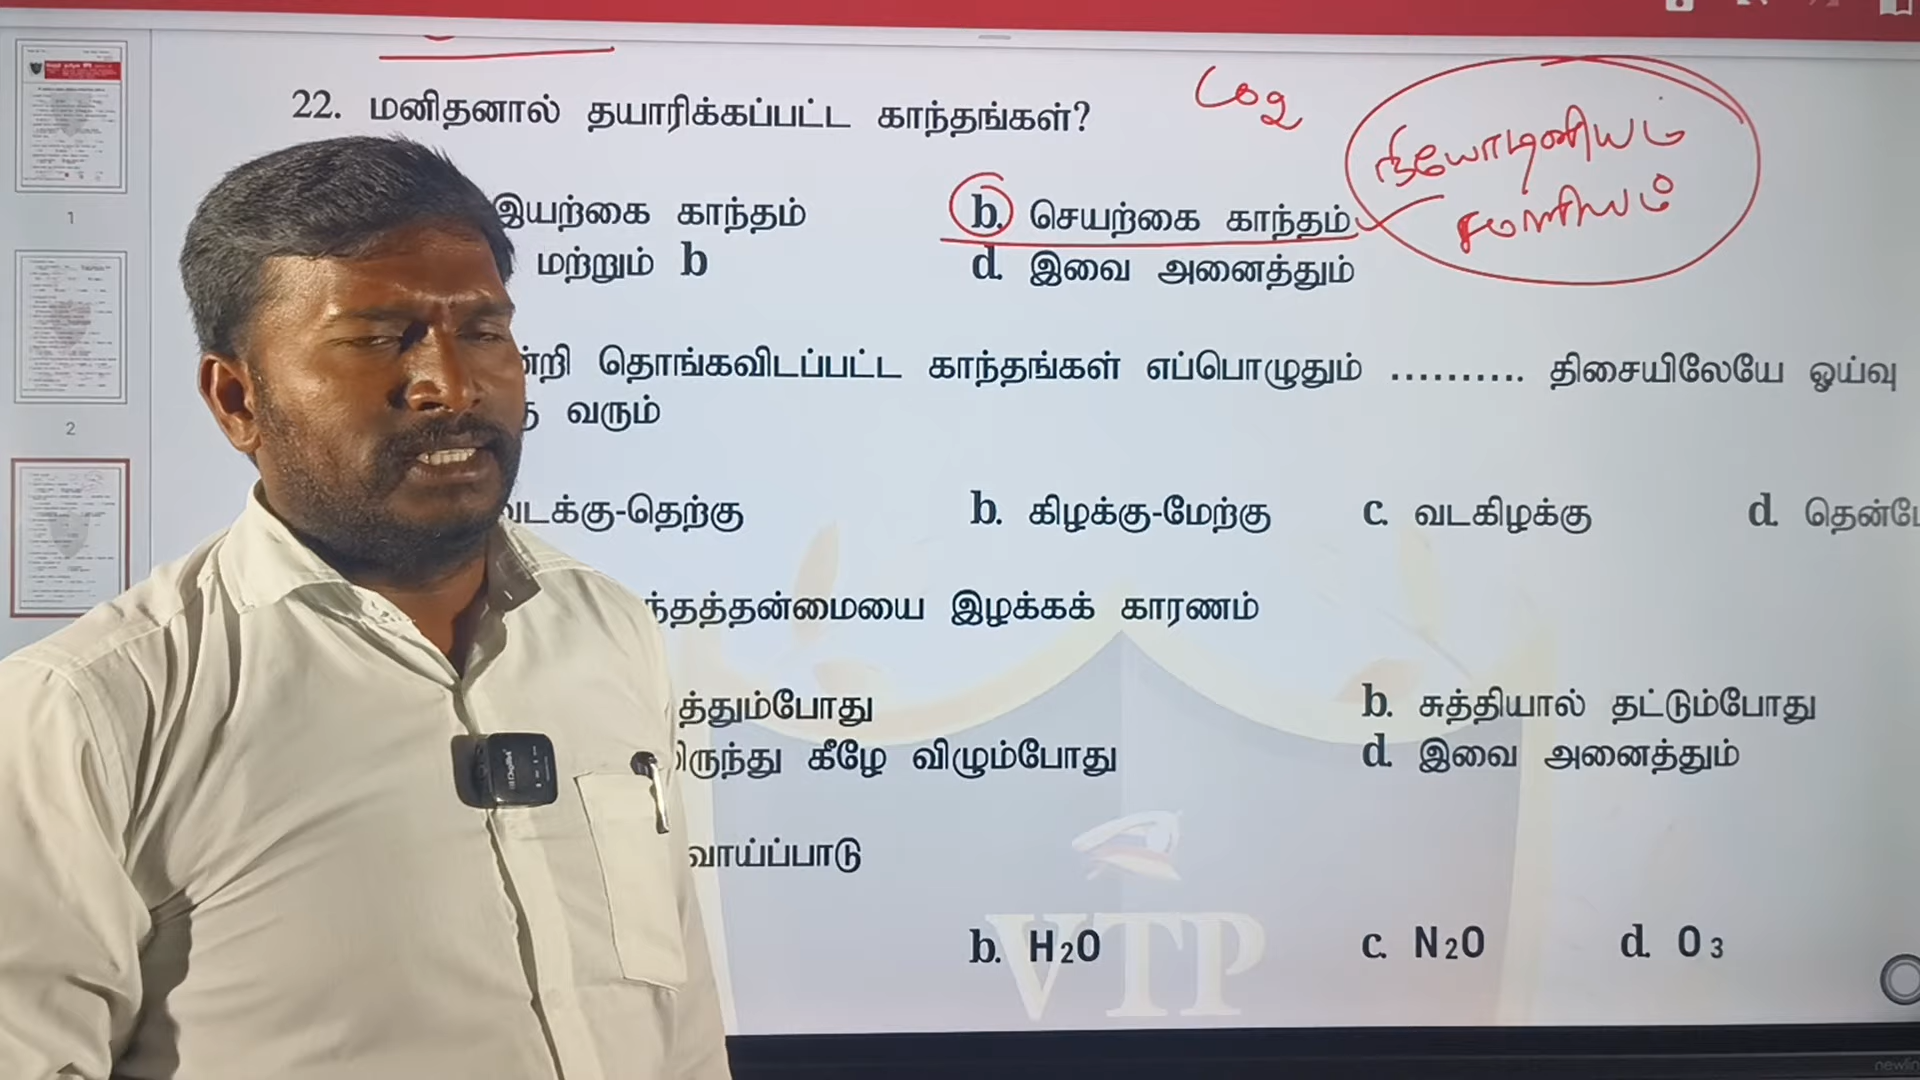 22. மனிதனால் தயாரிக்கப்பட்ட காந்தங்கள்?
இயற்கை காந்தம் b. செயற்கை காந்தம்
மற்றும் b d. இவை அனைத்தும்
நியோடினியம்
சமாரியம்
தொங்கவிடப்பட்ட காந்தங்கள் எப்பொழுதும் .......... திசையிலேயே ஓய்வு
வரும்
வடக்கு-தெற்கு b. கிழக்கு-மேற்கு c. வடகிழக்கு d.
ந்தத்தன்மையை இழக்கக் காரணம்
த்தும்போது b. சுத்தியால் தட்டும்போது
ிருந்து கீழே விழும்போது d. இவை அனைத்தும்
வாய்ப்பாடு
b. H2O c. N2O d. O3
VTP
1
2